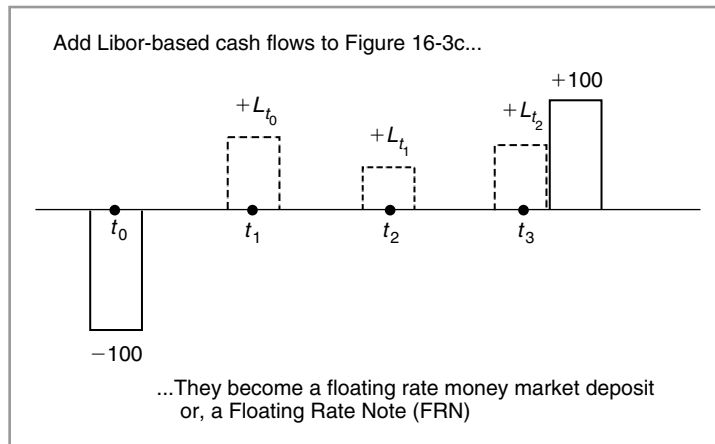 Add Libor-based cash flows to Figure 16-3c...
+100
+L_{t_0}
+L_{t_1}
+L_{t_2}
t_0
t_1
t_2
t_3
−100
...They become a floating rate money market deposit
or, a Floating Rate Note (FRN)